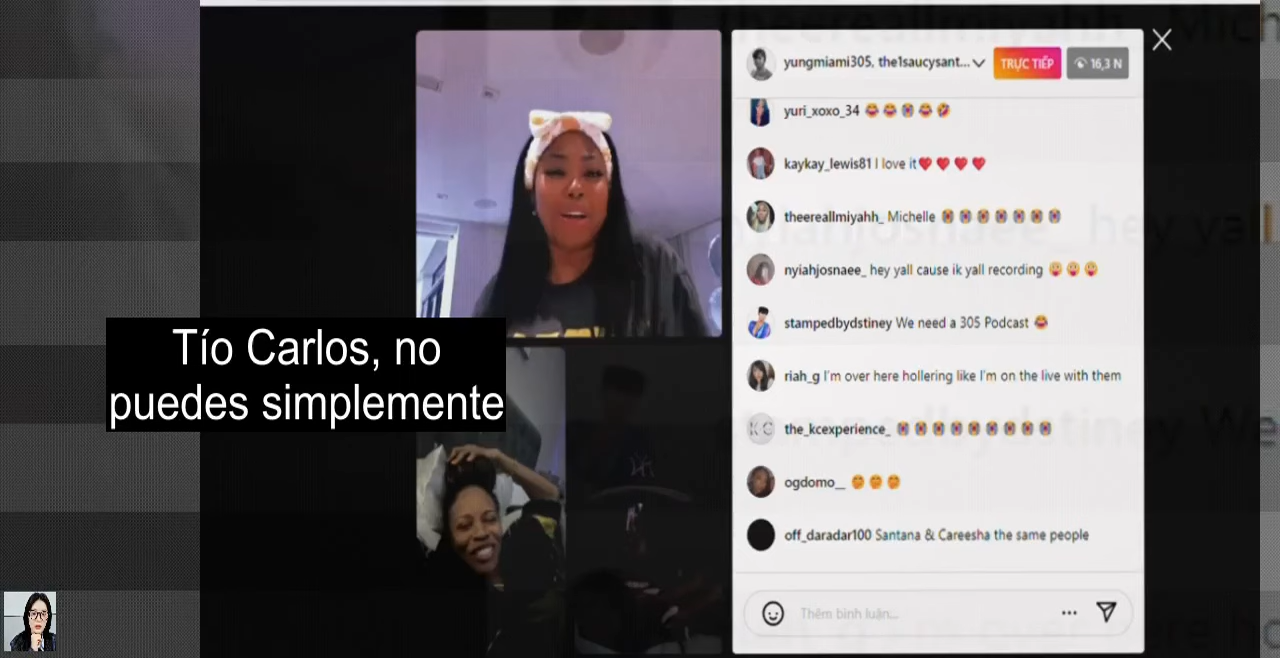 yungmiami305, the1saucysant...
TRỰC TIẾP
16,3 N
yuri_xoxo_34
kaykay_lewis81 I love it
theereallmiyahh_ Michelle
nyiahjosnaee_ hey yall cause ik yall recording
stampedbydstiney We need a 305 Podcast
riah_g I'm over here hollering like I'm on the live with them
the_kcexperience_
ogdomo__
off_daradar100 Santana & Careesha the same people
Thêm bình luận...
Tío Carlos, no
puedes simplemente